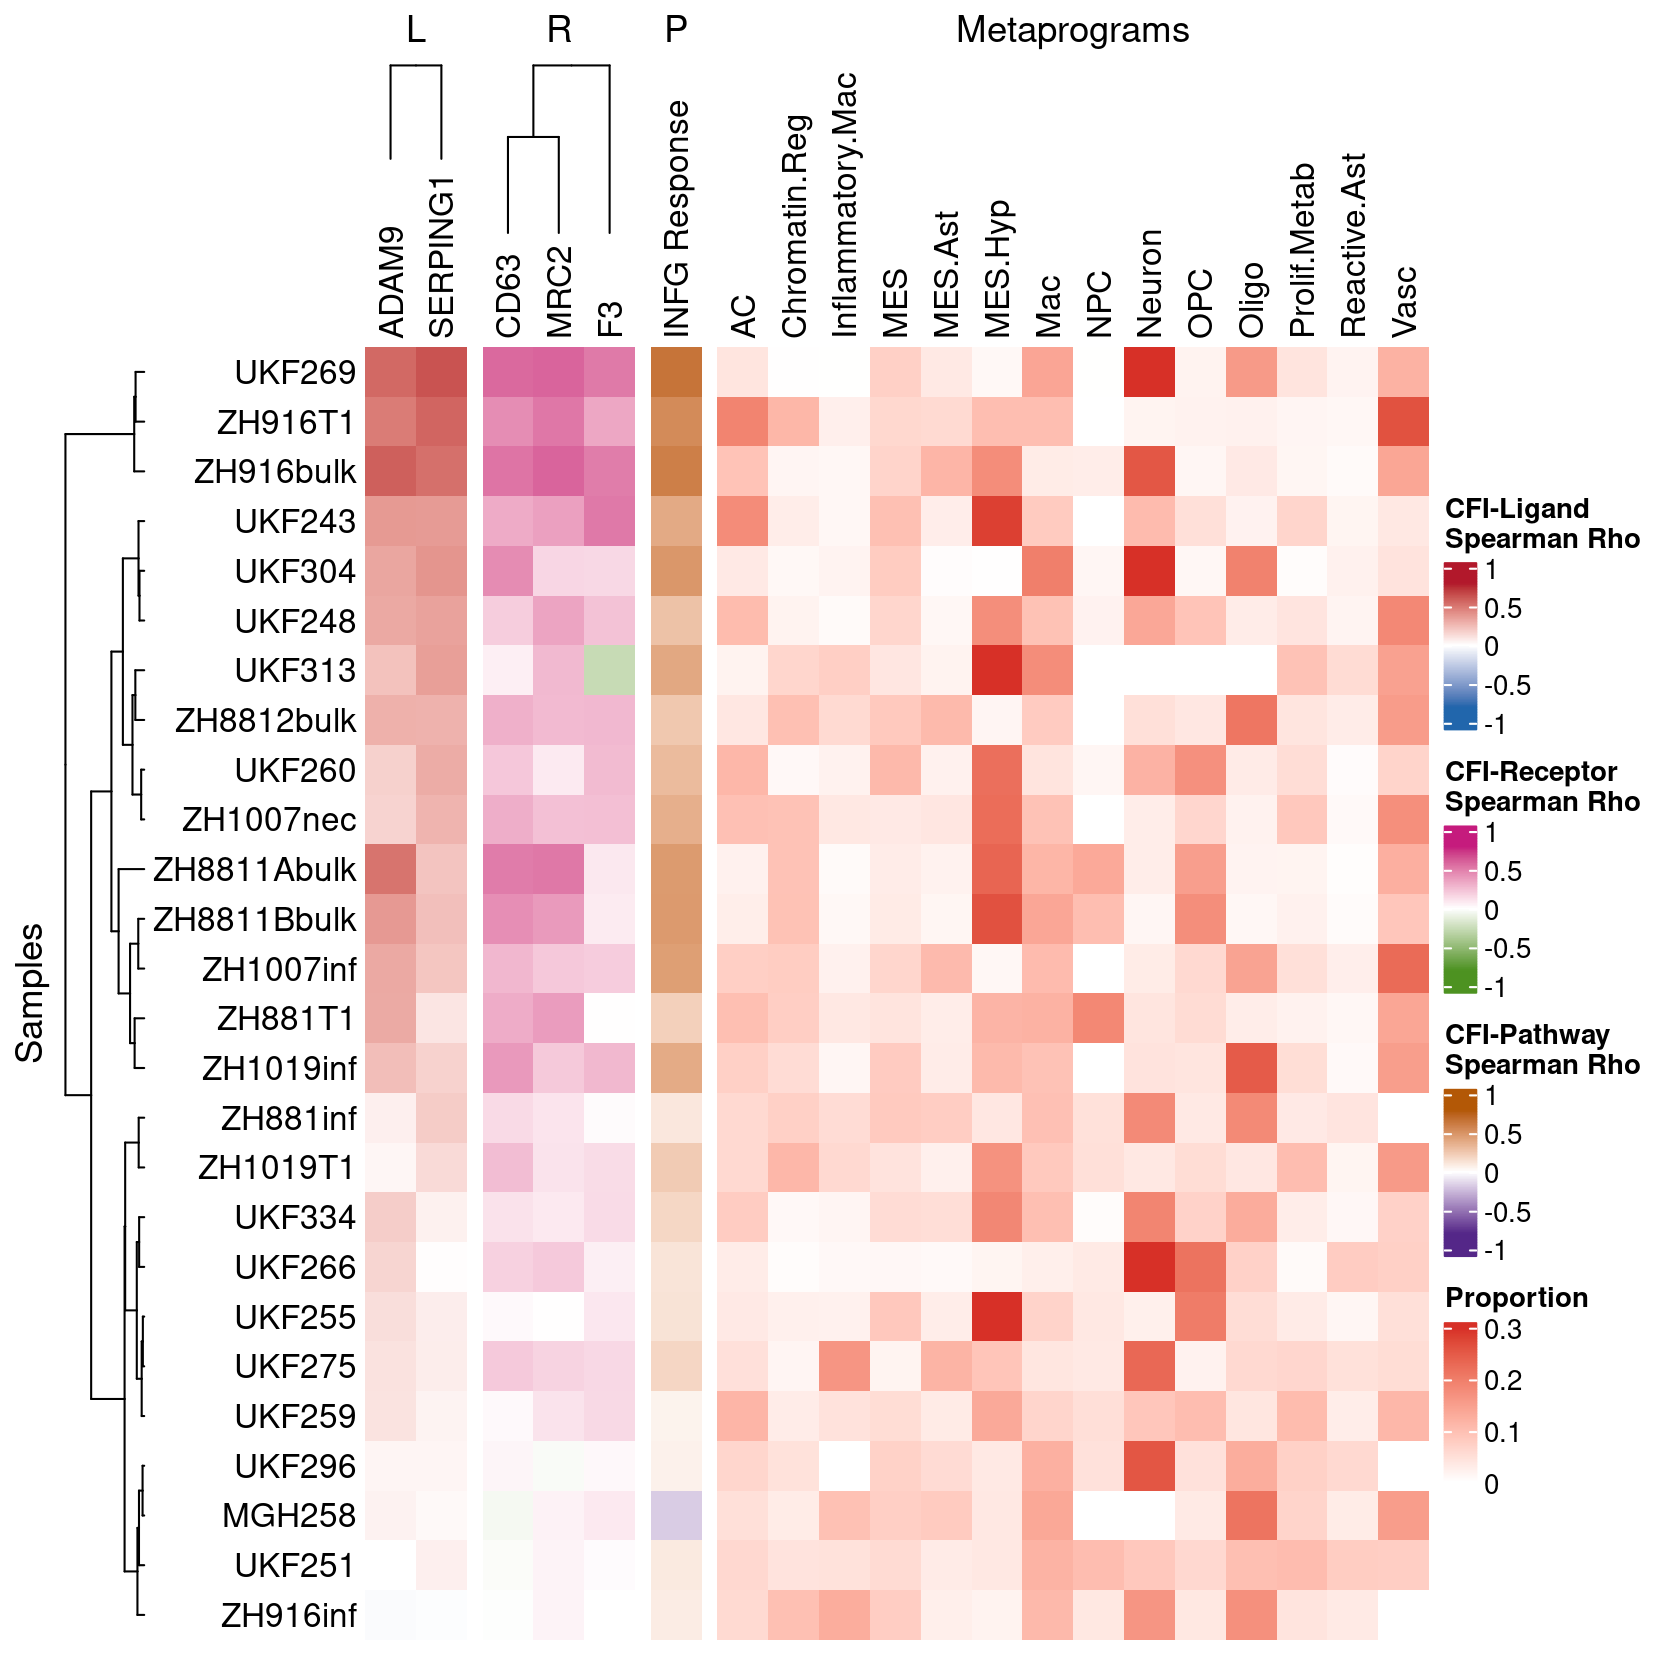 L R P Metaprograms
ADAM9 SERPING1 CD63 MRC2 F3 INFG Response AC Chromatin.Reg Inflammatory.Mac MES MES.Ast MES.Hyp Mac NPC Neuron OPC Oligo Prolif.Metab Reactive.Ast Vasc
Samples
UKF269
ZH916T1
ZH916bulk
UKF243
UKF304
UKF248
UKF313
ZH8812bulk
UKF260
ZH1007nec
ZH8811Abulk
ZH8811Bbulk
ZH1007inf
ZH881T1
ZH1019inf
ZH881inf
ZH1019T1
UKF334
UKF266
UKF255
UKF275
UKF259
UKF296
MGH258
UKF251
ZH916inf
CFI-Ligand
Spearman Rho
1
0.5
0
-0.5
-1
CFI-Receptor
Spearman Rho
1
0.5
0
-0.5
-1
CFI-Pathway
Spearman Rho
1
0.5
0
-0.5
-1
Proportion
0.3
0.2
0.1
0